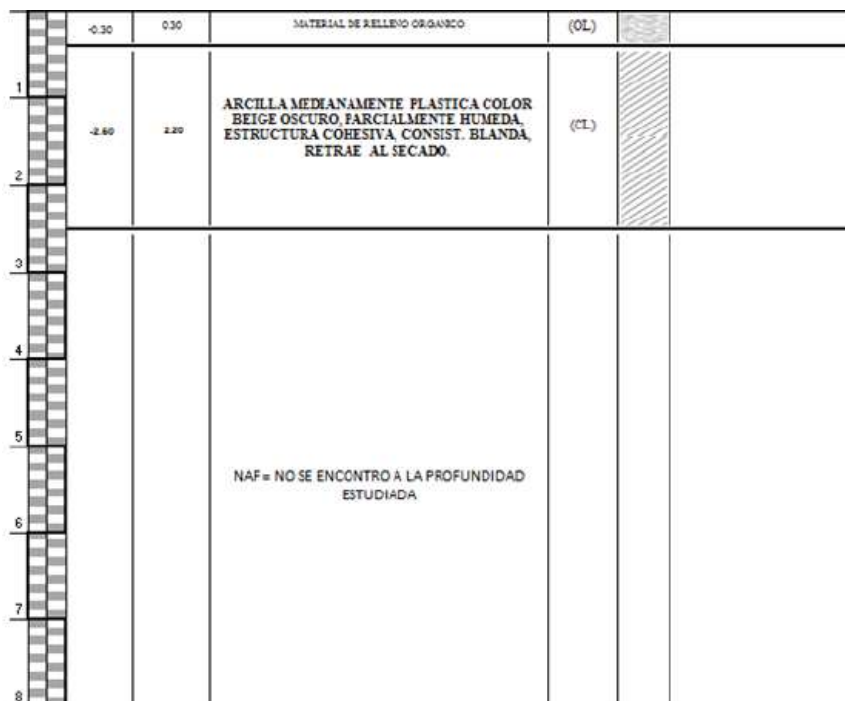 -0.30 0.30 MATERIAL DE RELLENO ORGANICO (OL)
1
ARCILLA MEDIANAMENTE PLASTICA COLOR
BEIGE OSCURO, PARCIALMENTE HUMEDA,
-2.60 2.20 ESTRUCTURA COHESIVA, CONSIST. BLANDA, (CL)
RETRAE AL SECADO.
2
3
4
5
NAF= NO SE ENCONTRO A LA PROFUNDIDAD
ESTUDIADA
6
7
8